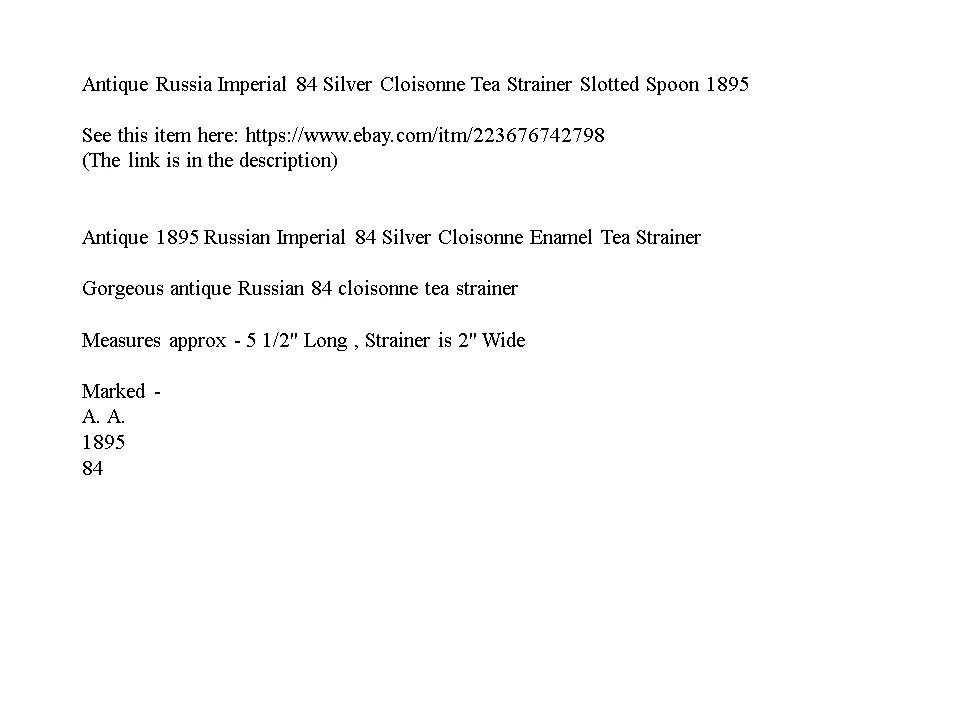 Antique Russia Imperial 84 Silver Cloisonne Tea Strainer Slotted Spoon 1895
See this item here: https://www.ebay.com/itm/223676742798
(The link is in the description)
Antique 1895 Russian Imperial 84 Silver Cloisonne Enamel Tea Strainer
Gorgeous antique Russian 84 cloisonne tea strainer
Measures approx - 5 1/2" Long , Strainer is 2" Wide
Marked -
A. A.
1895
84